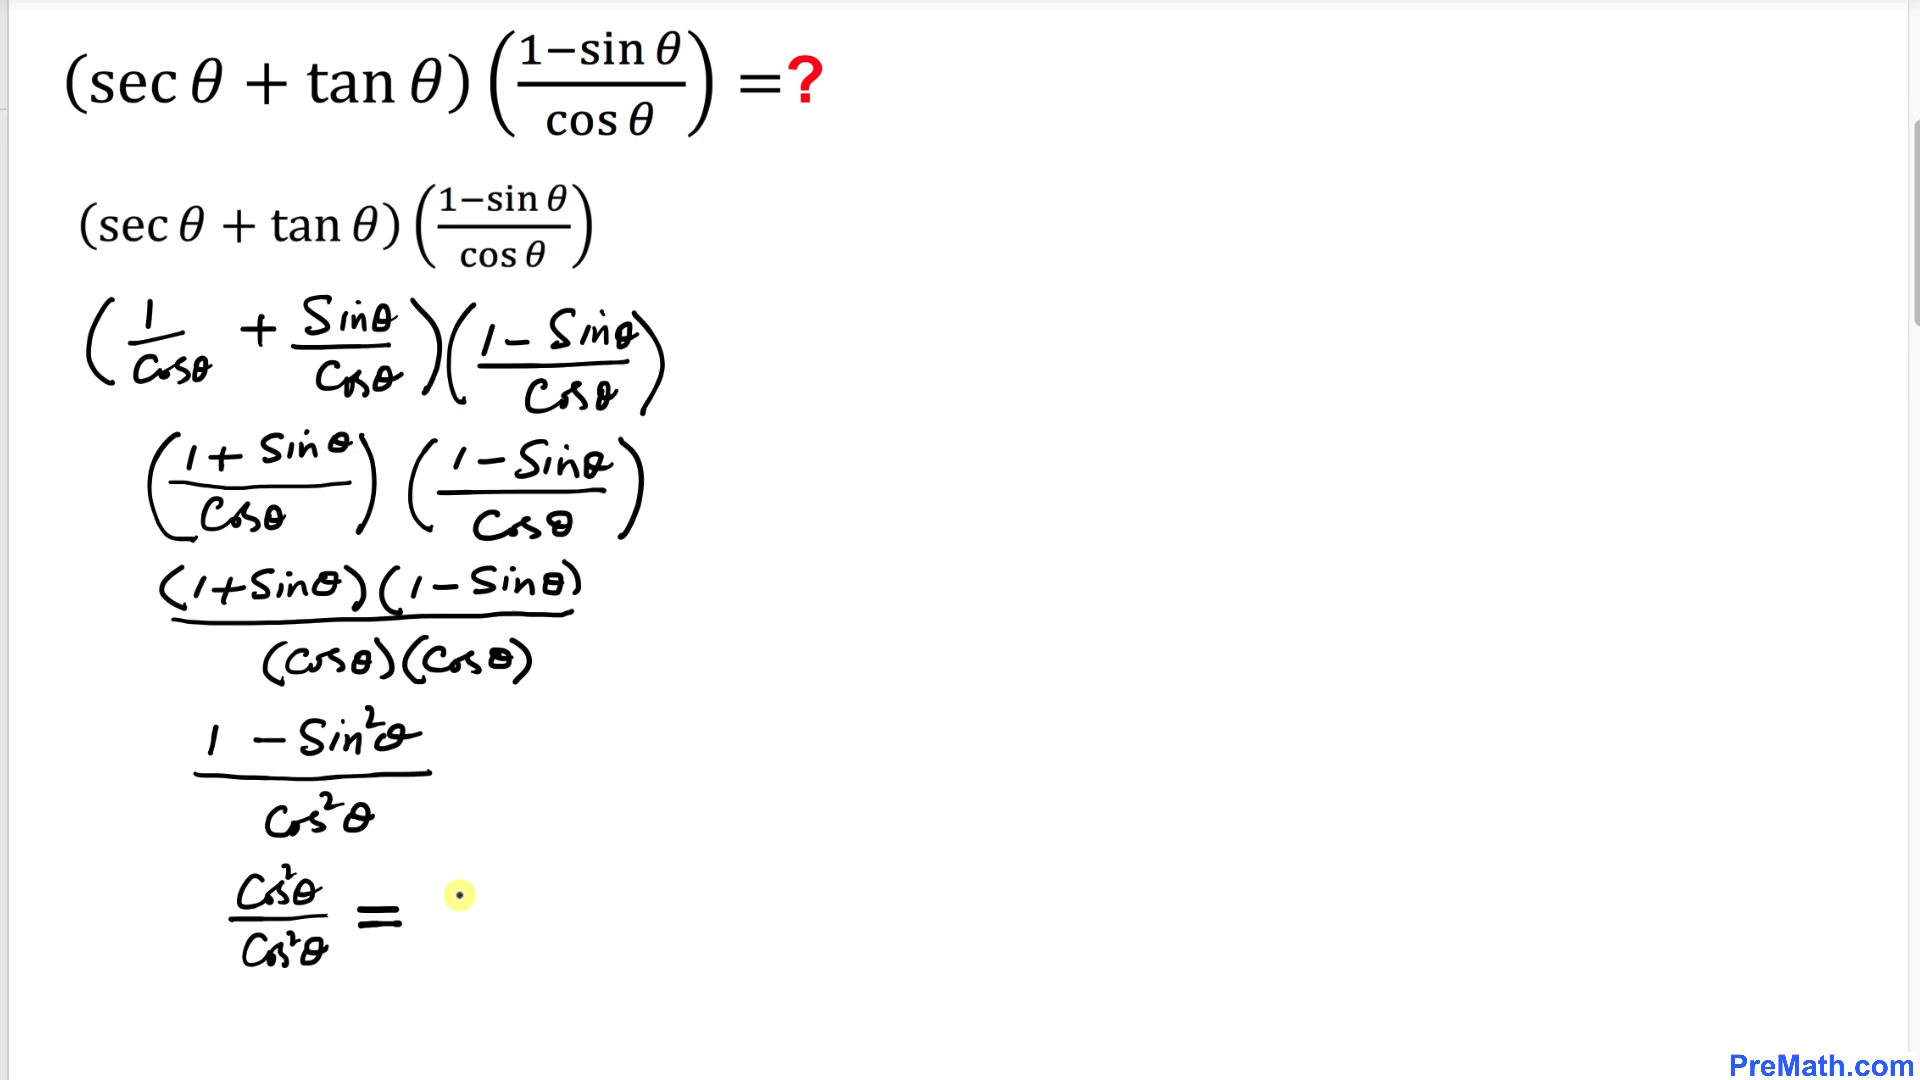 (sec θ + tan θ) ((1−sin θ)/(cos θ)) =?
(sec θ + tan θ) ((1−sin θ)/(cos θ))
(1/Cosθ + Sinθ/Cosθ)((1 − Sinθ)/Cosθ)
((1 + Sinθ)/Cosθ) ((1 − Sinθ)/Cosθ)
((1+Sinθ)(1 − Sinθ))/((Cosθ)(Cosθ))
(1 − Sin²θ)/(Cos²θ)
Cos²θ/Cos²θ =
PreMath.com